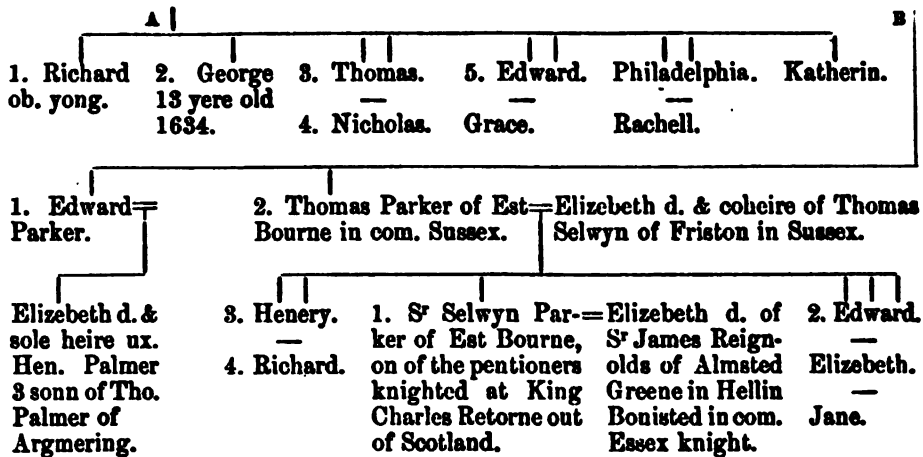 A B
1. Richard 2. George 3. Thomas. 5. Edward. Philadelphia. Katherin.
ob. yong. 13 yere old — — —
1634. 4. Nicholas. Grace. Rachell.
1. Edward= 2. Thomas Parker of Est=Elizebeth d. & coheire of Thomas
Parker. Bourne in com. Sussex. Selwyn of Friston in Sussex.
Elizebeth d. & 3. Henery. 1. Sr Selwyn Par-=Elizebeth d. of 2. Edward.
sole heire ux. — ker of Est Bourne, Sr James Reign- —
Hen. Palmer 4. Richard. on of the pentioners olds of Almsted Elizebeth.
3 sonn of Tho. knighted at King Greene in Hellin —
Palmer of Charles Retorne out Bonisted in com. Jane.
Argmering. of Scotland. Essex knight.